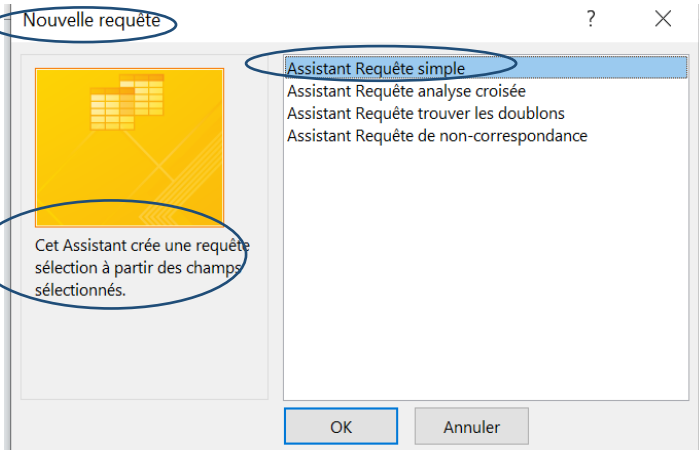 Nouvelle requête
?
Assistant Requête simple
Assistant Requête analyse croisée
Assistant Requête trouver les doublons
Assistant Requête de non-correspondance
Cet Assistant crée une requête
sélection à partir des champs
sélectionnés.
OK
Annuler